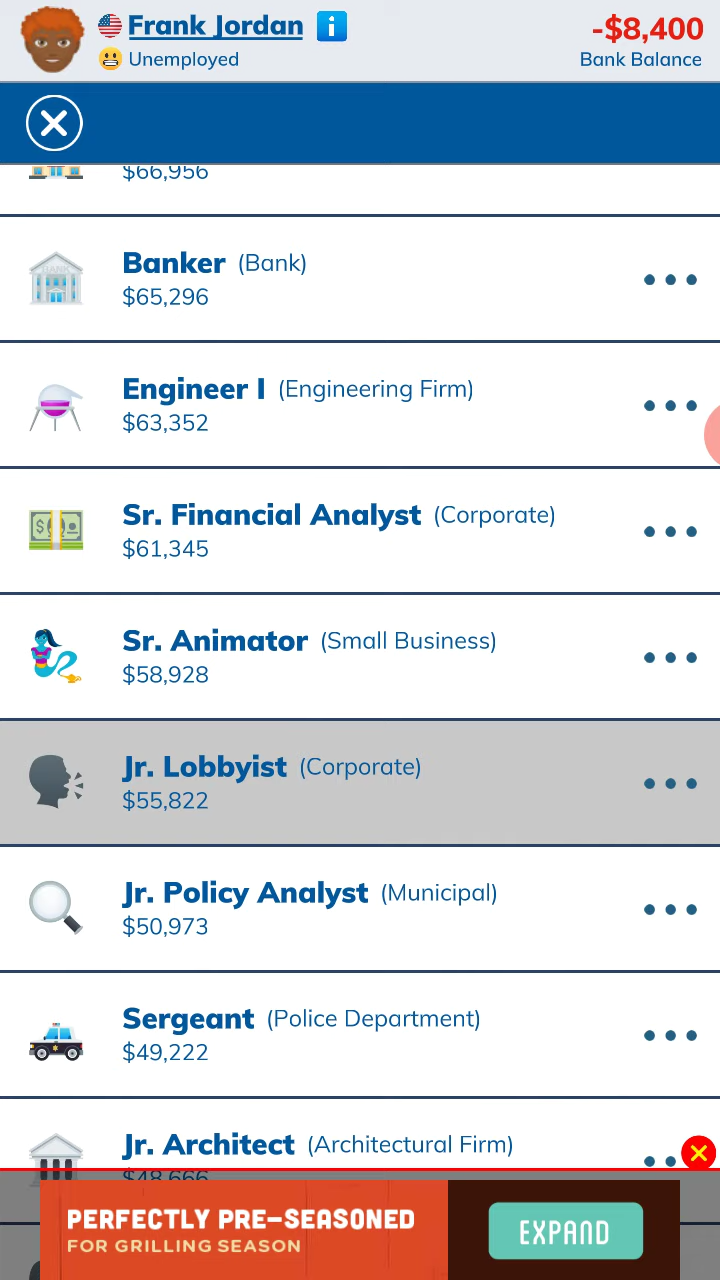 Frank Jordan
-$8,400
Unemployed
Bank Balance
$66,956
Banker (Bank)
$65,296
Engineer I (Engineering Firm)
$63,352
Sr. Financial Analyst (Corporate)
$61,345
Sr. Animator (Small Business)
$58,928
Jr. Lobbyist (Corporate)
$55,822
Jr. Policy Analyst (Municipal)
$50,973
Sergeant (Police Department)
$49,222
Jr. Architect (Architectural Firm)
$48,666
PERFECTLY PRE-SEASONED
FOR GRILLING SEASON
EXPAND